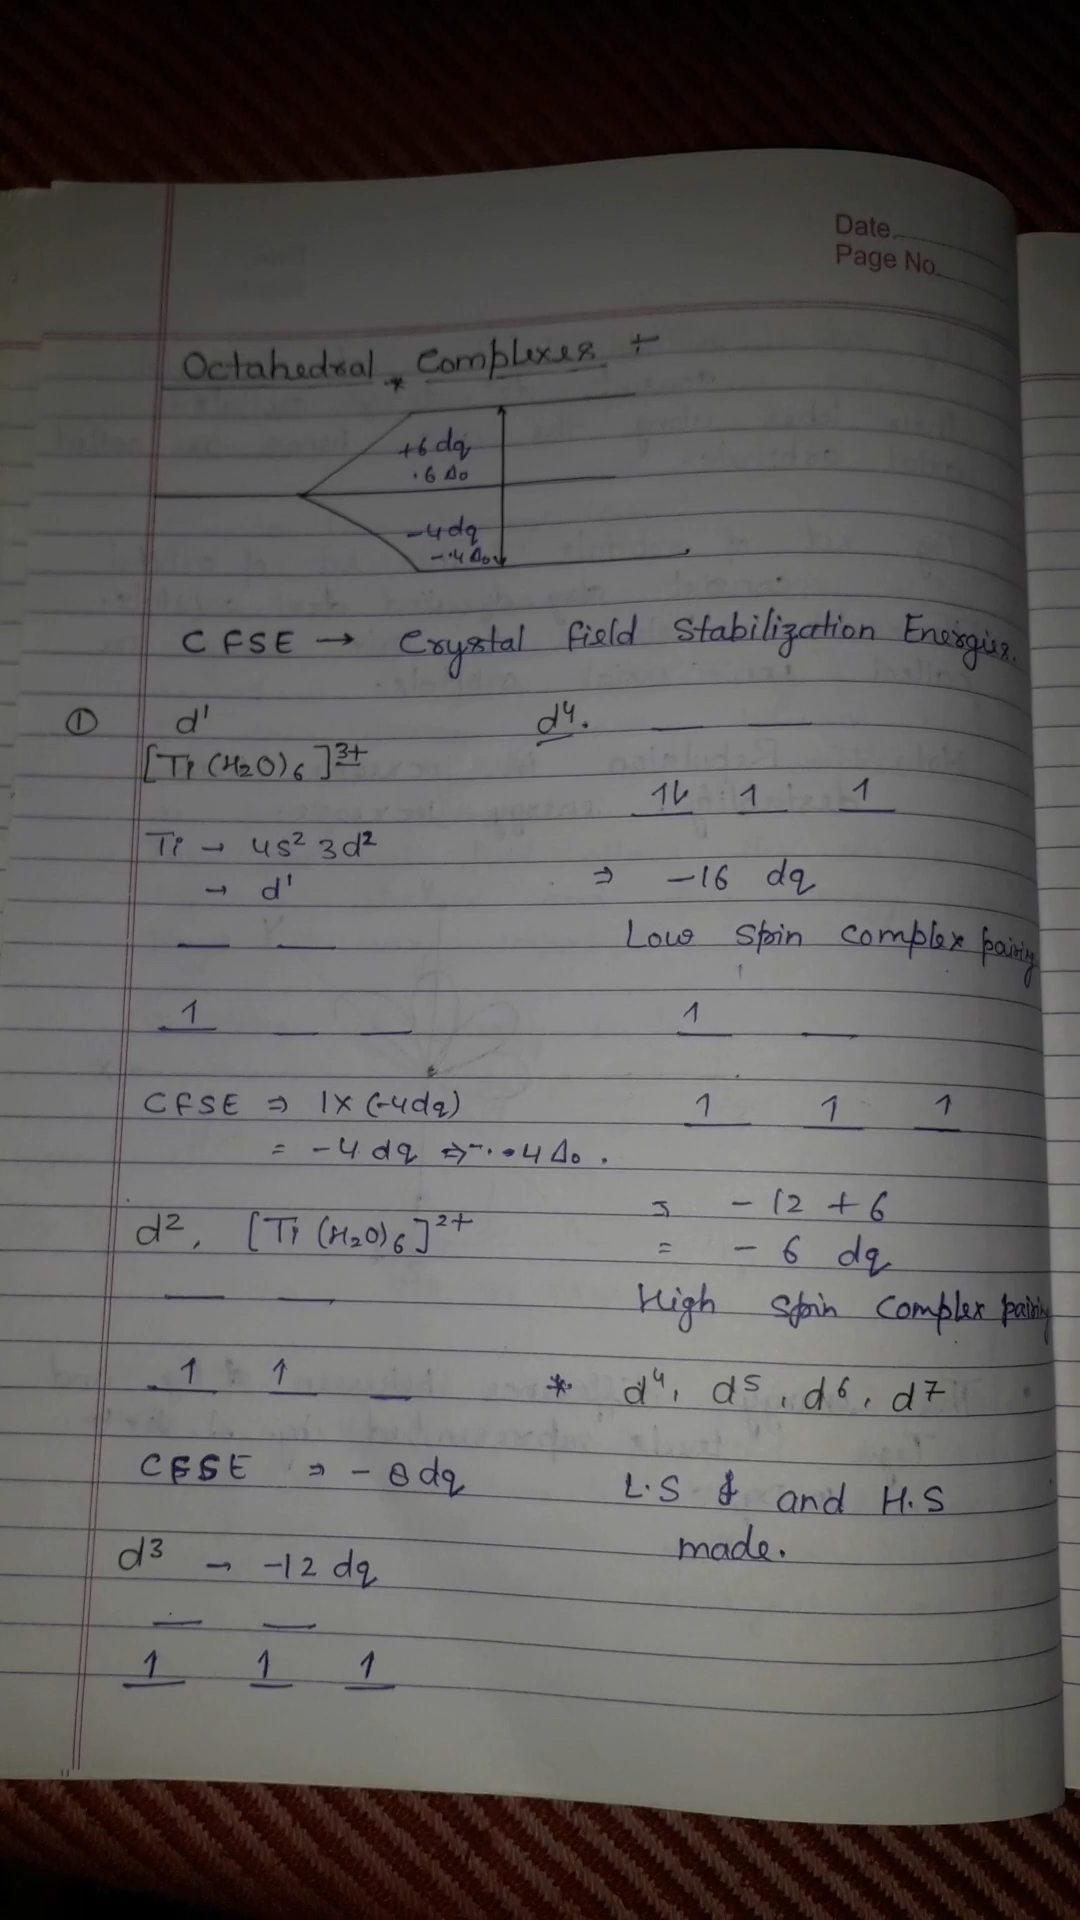 Date
Page No.
Octahedral Complexes
+6 dq
.6 Δo
-4 dq
-.4 Δo
CFSE → Crystal field Stabilization Energies.
① d¹
[Ti (H₂O)₆]³⁺
Ti → 4s² 3d²
→ d¹
1
CFSE ⇒ 1x (-4dq)
= -4 dq ⇒ -.4 Δo.
d², [Ti (H₂O)₆]²⁺
1 1
CFSE ⇒ -8 dq
d³ → -12 dq
1 1 1
d⁴.
1L 1 1
⇒ -16 dq
Low spin complex pairing
1
1 1 1
= -12 + 6
= -6 dq
High spin complex pairing
* d⁴, d⁵, d⁶, d⁷
L.S and H.S
made.